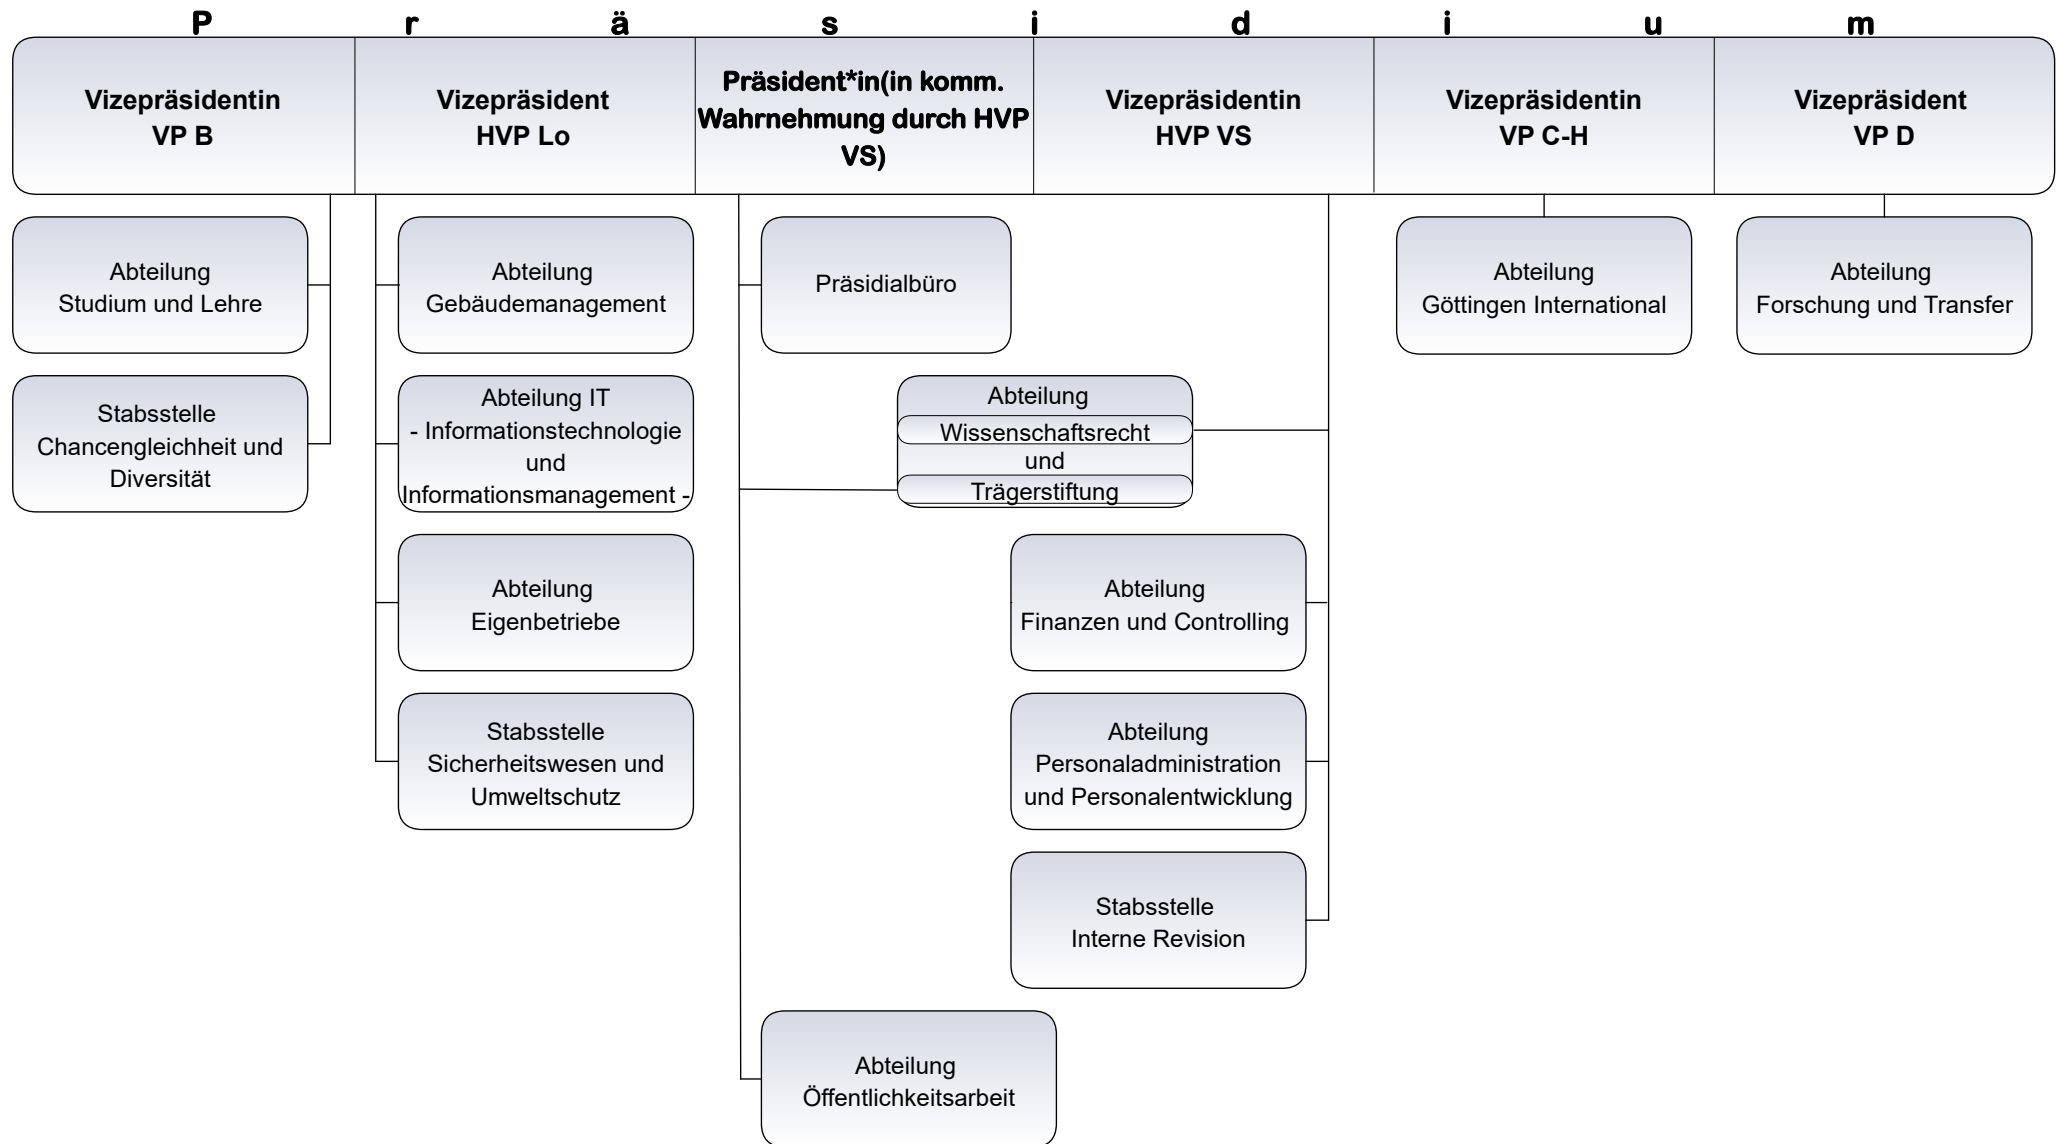 P r ä s i d i u m
Vizepräsidentin
VP B
Vizepräsident
HVP Lo
Präsident*in(in komm.
Wahrnehmung durch HVP
VS)
Vizepräsidentin
HVP VS
Vizepräsidentin
VP C-H
Vizepräsident
VP D
Abteilung
Studium und Lehre
Stabsstelle
Chancengleichheit und
Diversität
Abteilung
Gebäudemanagement
Abteilung IT
- Informationstechnologie
und
Informationsmanagement -
Abteilung
Eigenbetriebe
Stabsstelle
Sicherheitswesen und
Umweltschutz
Präsidialbüro
Abteilung
Wissenschaftsrecht
und
Trägerstiftung
Abteilung
Finanzen und Controlling
Abteilung
Personaladministration
und Personalentwicklung
Stabsstelle
Interne Revision
Abteilung
Öffentlichkeitsarbeit
Abteilung
Göttingen International
Abteilung
Forschung und Transfer